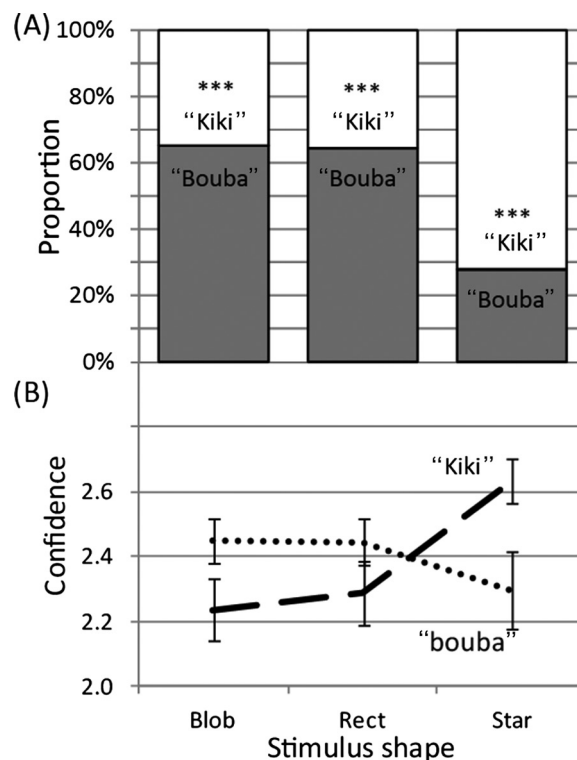 (A)
100%
80%
60%
40%
20%
0%
Proportion
***
“Kiki”
“Bouba”
***
“Kiki”
“Bouba”
***
“Kiki”
“Bouba”
(B)
Confidence
2.6
2.4
2.2
2.0
“Kiki”
“bouba”
Blob Rect Star
Stimulus shape